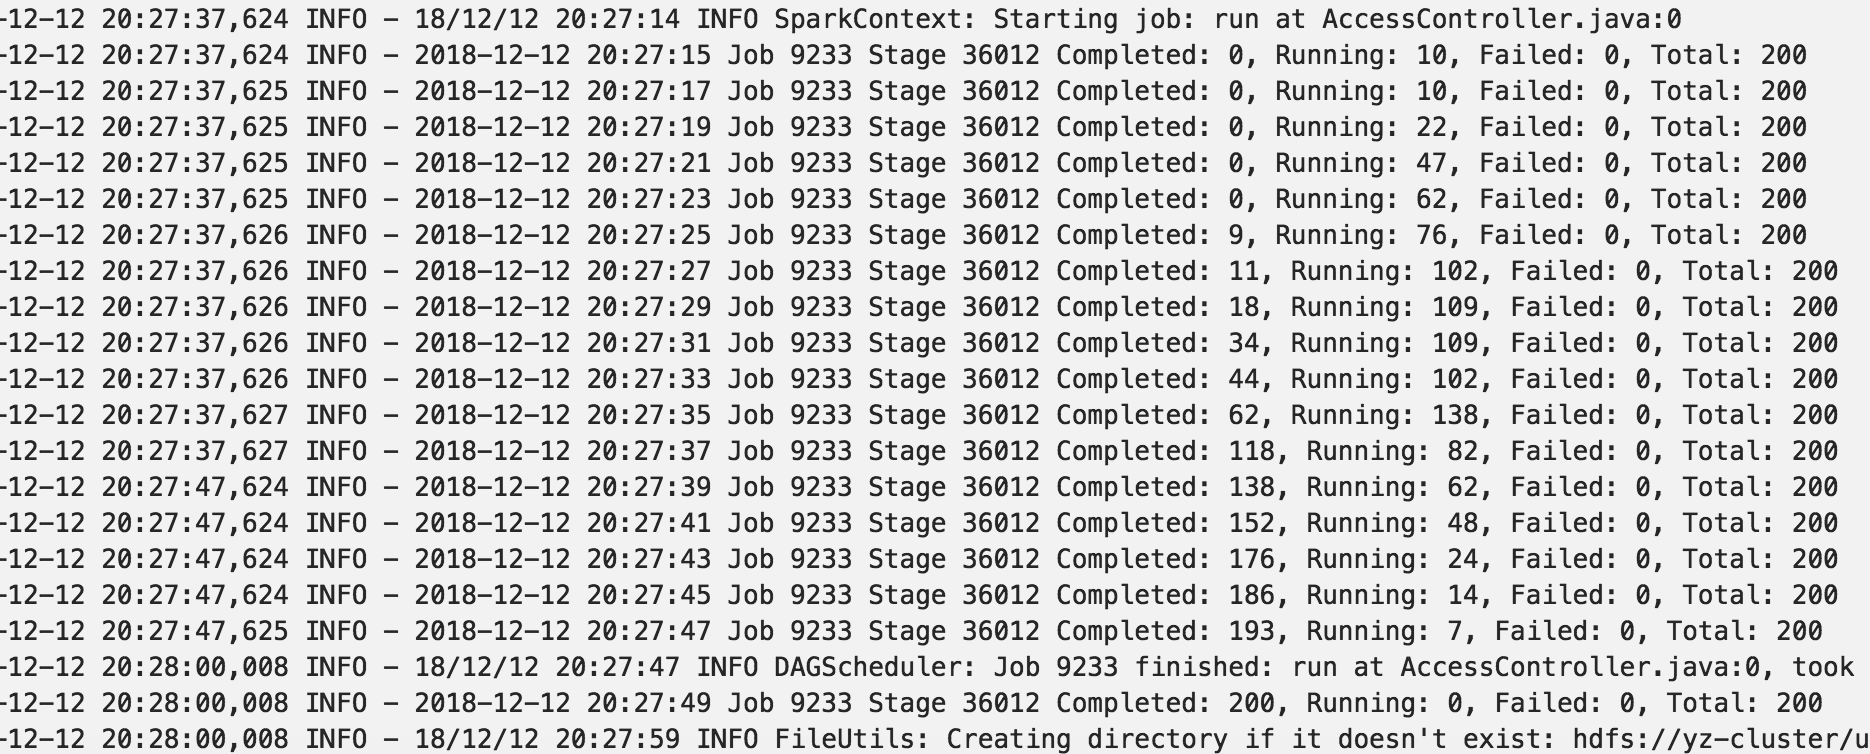 -12-12 20:27:37,624 INFO - 18/12/12 20:27:14 INFO SparkContext: Starting job: run at AccessController.java:0
-12-12 20:27:37,624 INFO - 2018-12-12 20:27:15 Job 9233 Stage 36012 Completed: 0, Running: 10, Failed: 0, Total: 200
-12-12 20:27:37,625 INFO - 2018-12-12 20:27:17 Job 9233 Stage 36012 Completed: 0, Running: 10, Failed: 0, Total: 200
-12-12 20:27:37,625 INFO - 2018-12-12 20:27:19 Job 9233 Stage 36012 Completed: 0, Running: 22, Failed: 0, Total: 200
-12-12 20:27:37,625 INFO - 2018-12-12 20:27:21 Job 9233 Stage 36012 Completed: 0, Running: 47, Failed: 0, Total: 200
-12-12 20:27:37,625 INFO - 2018-12-12 20:27:23 Job 9233 Stage 36012 Completed: 0, Running: 62, Failed: 0, Total: 200
-12-12 20:27:37,626 INFO - 2018-12-12 20:27:25 Job 9233 Stage 36012 Completed: 9, Running: 76, Failed: 0, Total: 200
-12-12 20:27:37,626 INFO - 2018-12-12 20:27:27 Job 9233 Stage 36012 Completed: 11, Running: 102, Failed: 0, Total: 200
-12-12 20:27:37,626 INFO - 2018-12-12 20:27:29 Job 9233 Stage 36012 Completed: 18, Running: 109, Failed: 0, Total: 200
-12-12 20:27:37,626 INFO - 2018-12-12 20:27:31 Job 9233 Stage 36012 Completed: 34, Running: 109, Failed: 0, Total: 200
-12-12 20:27:37,626 INFO - 2018-12-12 20:27:33 Job 9233 Stage 36012 Completed: 44, Running: 102, Failed: 0, Total: 200
-12-12 20:27:37,627 INFO - 2018-12-12 20:27:35 Job 9233 Stage 36012 Completed: 62, Running: 138, Failed: 0, Total: 200
-12-12 20:27:37,627 INFO - 2018-12-12 20:27:37 Job 9233 Stage 36012 Completed: 118, Running: 82, Failed: 0, Total: 200
-12-12 20:27:47,624 INFO - 2018-12-12 20:27:39 Job 9233 Stage 36012 Completed: 138, Running: 62, Failed: 0, Total: 200
-12-12 20:27:47,624 INFO - 2018-12-12 20:27:41 Job 9233 Stage 36012 Completed: 152, Running: 48, Failed: 0, Total: 200
-12-12 20:27:47,624 INFO - 2018-12-12 20:27:43 Job 9233 Stage 36012 Completed: 176, Running: 24, Failed: 0, Total: 200
-12-12 20:27:47,624 INFO - 2018-12-12 20:27:45 Job 9233 Stage 36012 Completed: 186, Running: 14, Failed: 0, Total: 200
-12-12 20:27:47,625 INFO - 2018-12-12 20:27:47 Job 9233 Stage 36012 Completed: 193, Running: 7, Failed: 0, Total: 200
-12-12 20:28:00,008 INFO - 18/12/12 20:27:47 INFO DAGScheduler: Job 9233 finished: run at AccessController.java:0, took
-12-12 20:28:00,008 INFO - 2018-12-12 20:27:49 Job 9233 Stage 36012 Completed: 200, Running: 0, Failed: 0, Total: 200
-12-12 20:28:00,008 INFO - 18/12/12 20:27:59 INFO FileUtils: Creating directory if it doesn't exist: hdfs://yz-cluster/u